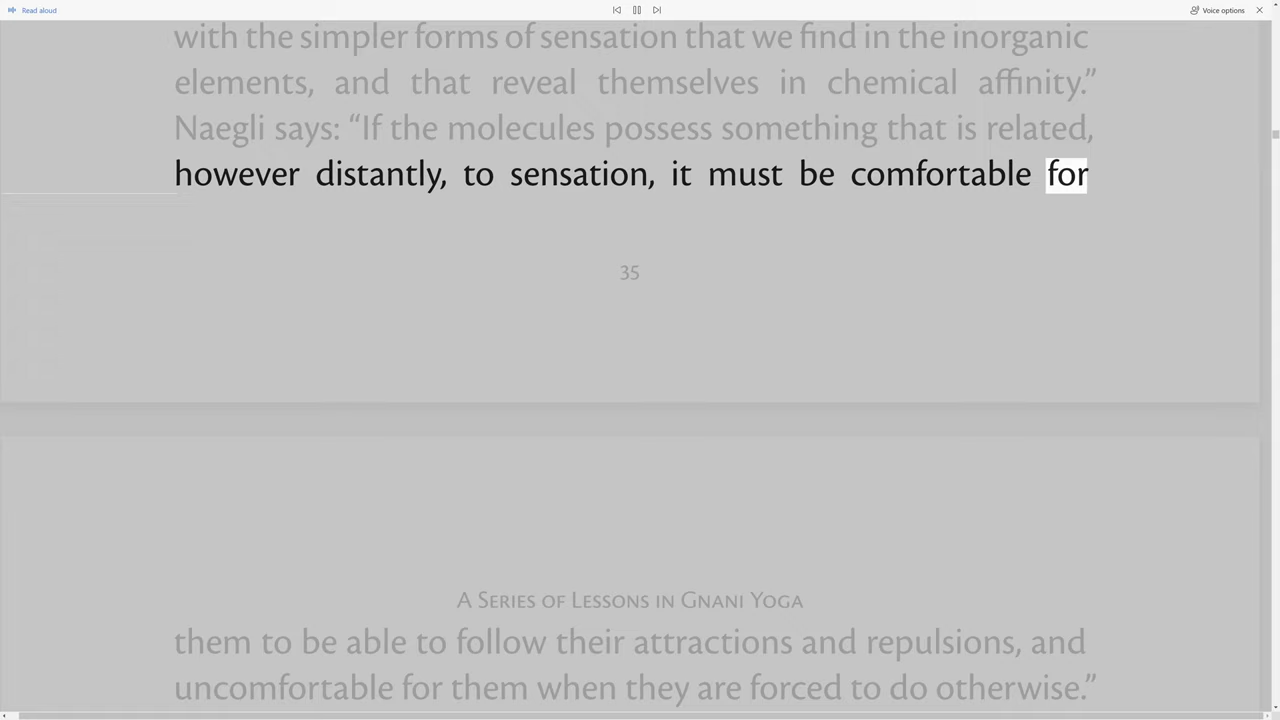 Read aloud
Voice options
with the simpler forms of sensation that we find in the inorganic
elements, and that reveal themselves in chemical affinity.”
Naegli says: “If the molecules possess something that is related,
however distantly, to sensation, it must be comfortable for
35
A Series of Lessons in Gnani Yoga
them to be able to follow their attractions and repulsions, and
uncomfortable for them when they are forced to do otherwise.”